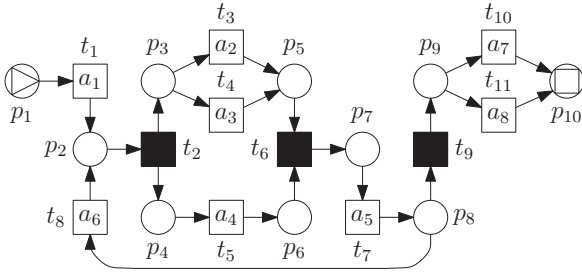 t3 t10
p3 a2 p5 p9 a7
t1 t4 t11
a1 a3 p7 a8
p1 p10
p2 t2 t6 t9
t8 a6 a4 a5 p8
p4 t5 p6 t7